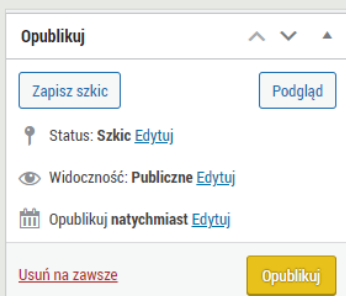 Opublikuj
Zapisz szkic Podgląd
Status: Szkic Edytuj
Widoczność: Publiczne Edytuj
Opublikuj natychmiast Edytuj
Usuń na zawsze Opublikuj